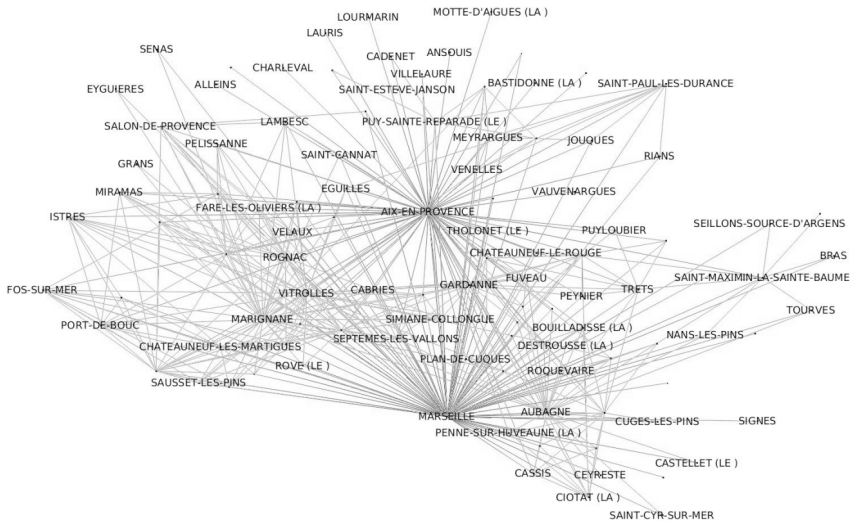 MOTTE-D'AIGUES (LA )
LOURMARIN
LAURIS
SENAS
CADENET
ANSOUIS
CHARLEVAL
VILLELAURE
EYGUIERES
ALLEINS
SAINT-ESTEVE-JANSON
BASTIDONNE (LA )
SAINT-PAUL-LES-DURANCE
SALON-DE-PROVENCE
LAMBESC
PUY-SAINTE-REPARADE (LE )
PELISSANNE
MEYRARGUES
JOUQUES
GRANS
SAINT-CANNAT
RIANS
VENELLES
MIRAMAS
EGUILLES
VAUVENARGUES
FARE-LES-OLIVIERS (LA )
AIX-EN-PROVENCE
ISTRES
SEILLONS-SOURCE-D'ARGENS
VELAUX
THOLONET (LE )
PUYLOUBIER
ROGNAC
CHATEAUNEUF-LE-ROUGE
BRAS
FUVEAU
SAINT-MAXIMIN-LA-SAINTE-BAUME
FOS-SUR-MER
VITROLLES
CABRIES
GARDANNE
TRETS
PEYNIER
TOURVES
PORT-DE-BOUC
MARIGNANE
SIMIANE-COLLONGUE
BOUILLADISSE (LA )
NANS-LES-PINS
SEPTEMES-LES-VALLONS
CHATEAUNEUF-LES-MARTIGUES
DESTROUSSE (LA )
PLAN-DE-CUQUES
ROVE (LE )
ROQUEVAIRE
SAUSSET-LES-PINS
MARSEILLE
AUBAGNE
CUGES-LES-PINS
SIGNES
PENNE-SUR-HUVEAUNE (LA )
CASTELLET (LE )
CASSIS
CEYRESTE
CIOTAT (LA )
SAINT-CYR-SUR-MER